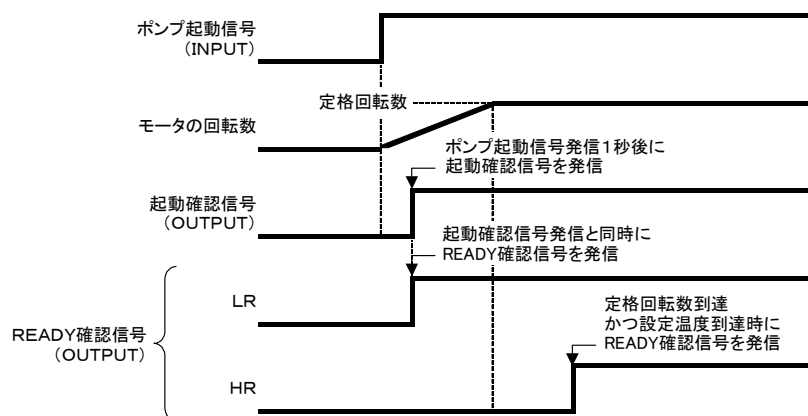 ポンプ起動信号
(INPUT)
定格回転数
モータの回転数
ポンプ起動信号発信1秒後に
起動確認信号を発信
起動確認信号
(OUTPUT)
起動確認信号発信と同時に
READY確認信号を発信
LR
定格回転数到達
かつ設定温度到達時に
READY確認信号を発信
READY確認信号
(OUTPUT)
HR